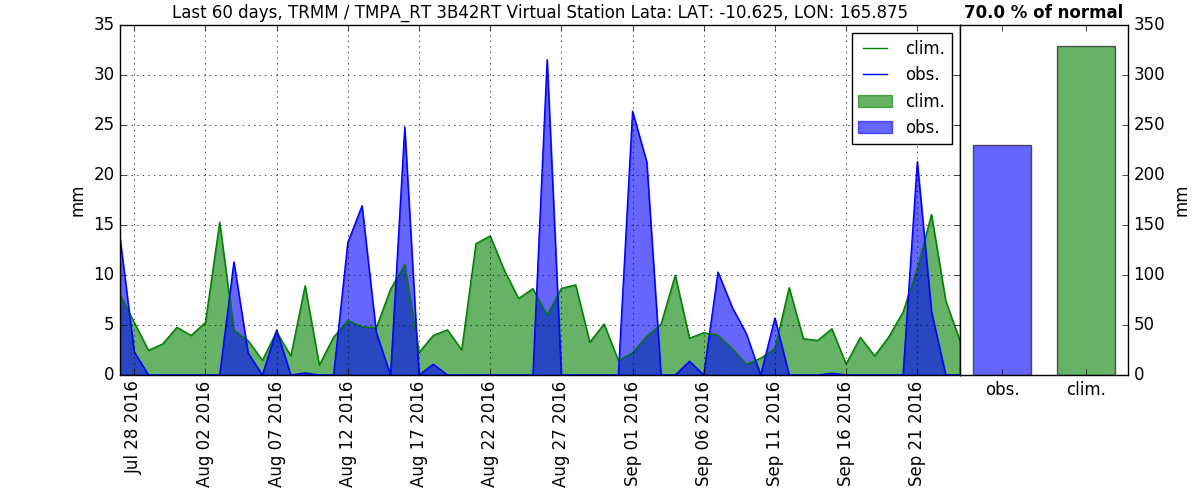 Last 60 days, TRMM / TMPA_RT 3B42RT Virtual Station Lata: LAT: -10.625, LON: 165.875
70.0 % of normal
35
30
25
20
15
10
5
0
mm
clim.
obs.
clim.
obs.
350
300
250
200
150
100
50
0
mm
Jul 28 2016
Aug 02 2016
Aug 07 2016
Aug 12 2016
Aug 17 2016
Aug 22 2016
Aug 27 2016
Sep 01 2016
Sep 06 2016
Sep 11 2016
Sep 16 2016
Sep 21 2016
obs.
clim.